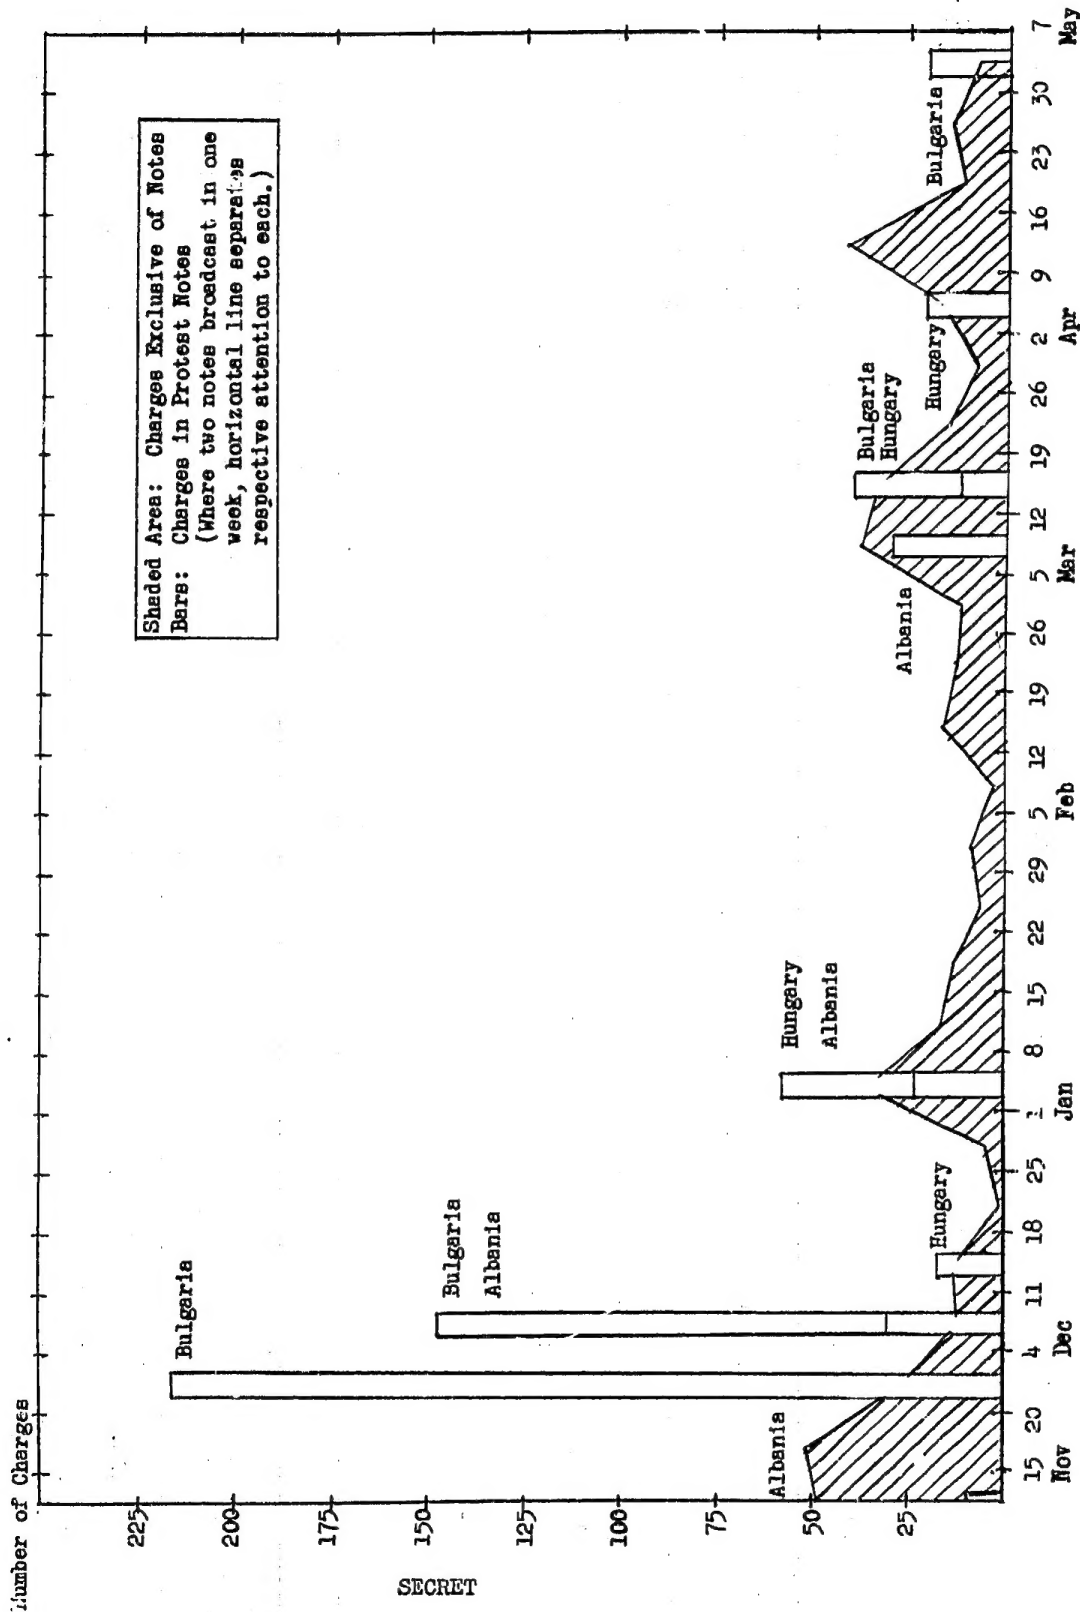 Number of Charges
225
200
175
150
125
100
75
50
25
Shaded Area: Charges Exclusive of Notes
Bars: Charges in Protest Notes
(Where two notes broadcast in one
week, horizontal line separates
respective attention to each.)
Albania
Bulgaria
Bulgaria
Albania
Hungary
Hungary
Albania
Albania
Bulgaria
Hungary
Hungary
Bulgaria
15 20 4 11 18 25 1 8 15 22 29 5 12 19 26 5 12 19 26 2 9 16 23 30 7
Nov Dec Jan Feb Mar Apr May
SECRET